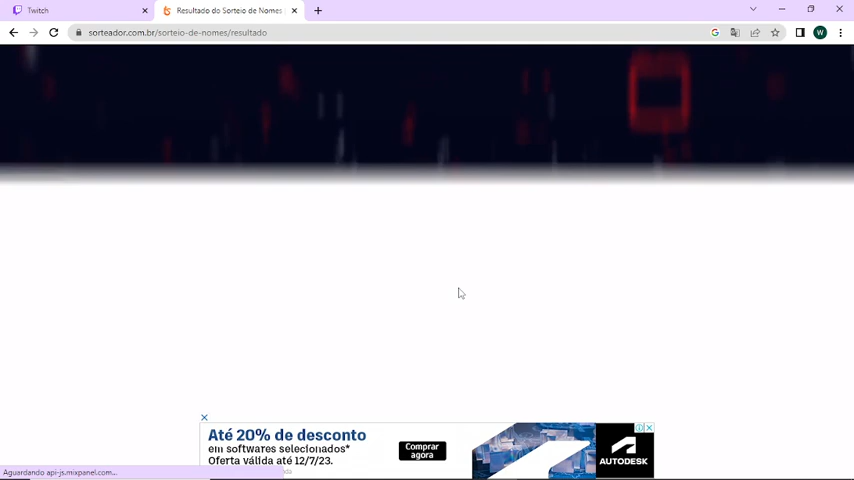 Twitch
Resultado do Sorteio de Nomes
sorteador.com.br/sorteio-de-nomes/resultado
W
Até 20% de desconto
em softwares selecionados*
Oferta válida até 12/7/23.
Comprar
agora
AUTODESK
Aguardando api-js.mixpanel.com...